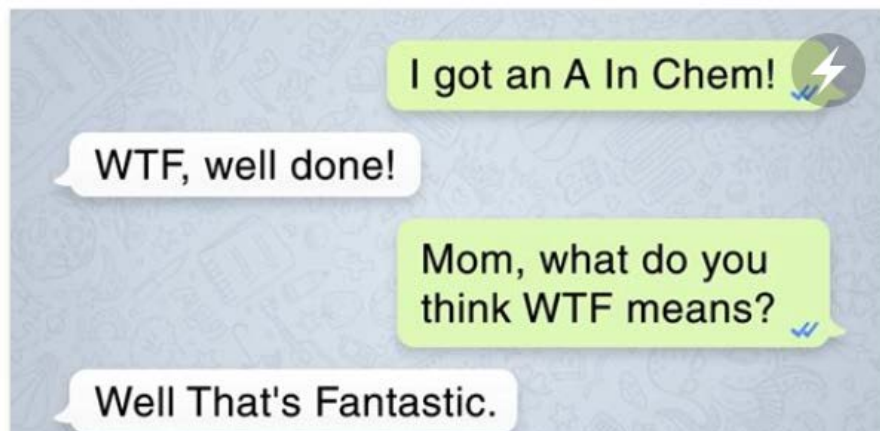 I got an A In Chem!
WTF, well done!
Mom, what do you
think WTF means?
Well That's Fantastic.